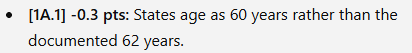 • [1A.1] -0.3 pts: States age as 60 years rather than the
documented 62 years.